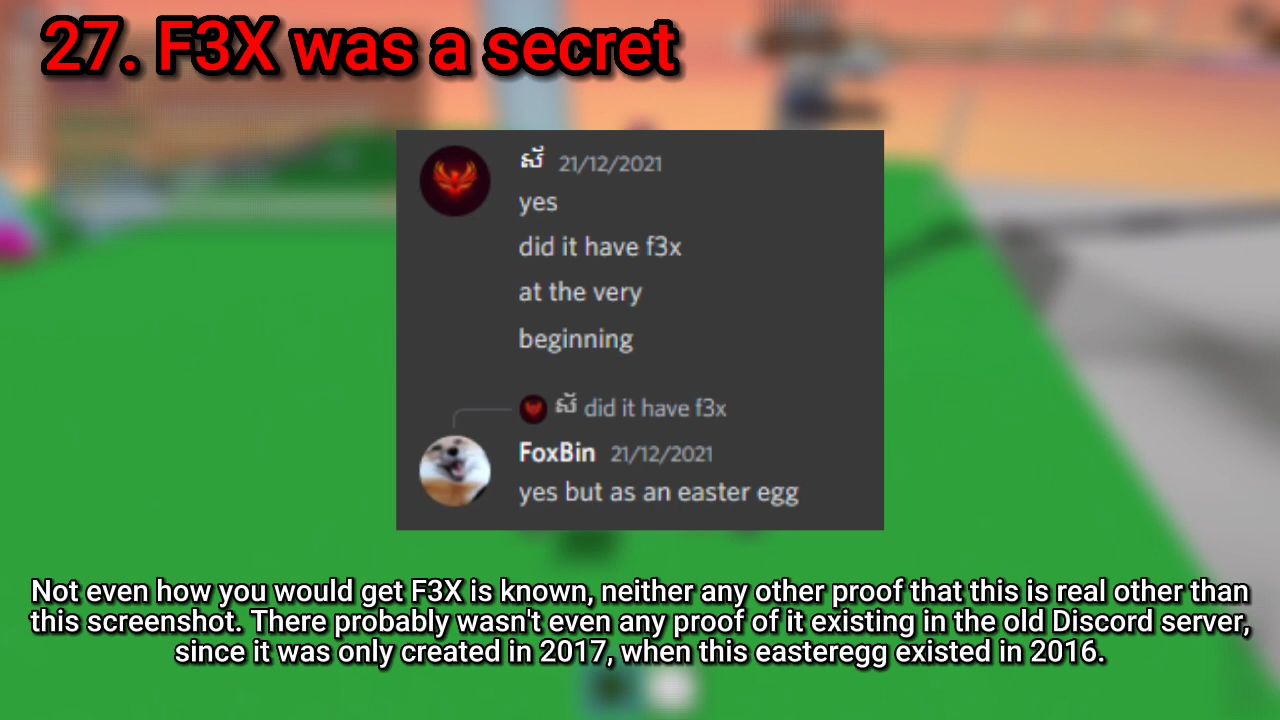 27. F3X was a secret
ស័ 21/12/2021
yes
did it have f3x
at the very
beginning
ស័ did it have f3x
FoxBin 21/12/2021
yes but as an easter egg
Not even how you would get F3X is known, neither any other proof that this is real other than
this screenshot. There probably wasn't even any proof of it existing in the old Discord server,
since it was only created in 2017, when this easteregg existed in 2016.